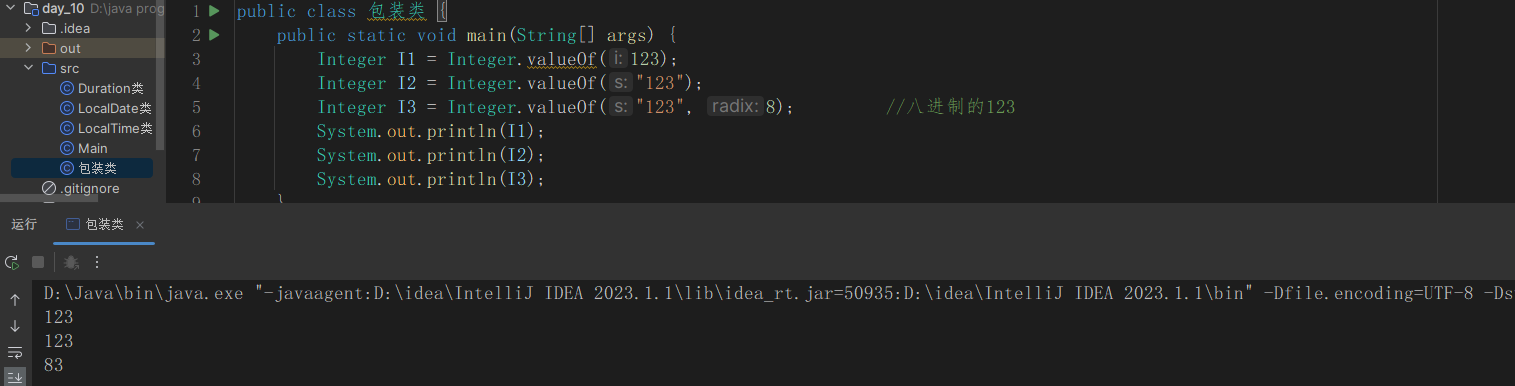 day_10 D:\java prog
.idea
out
src
Duration类
LocalDate类
LocalTime类
Main
包装类
.gitignore
1 public class 包装类 {
2 public static void main(String[] args) {
3 Integer I1 = Integer.valueOf( i: 123);
4 Integer I2 = Integer.valueOf( s: "123");
5 Integer I3 = Integer.valueOf( s: "123", radix: 8); //八进制的123
6 System.out.println(I1);
7 System.out.println(I2);
8 System.out.println(I3);
9 }
运行 包装类 ×
D:\Java\bin\java.exe "-javaagent:D:\idea\IntelliJ IDEA 2023.1.1\lib\idea_rt.jar=50935:D:\idea\IntelliJ IDEA 2023.1.1\bin" -Dfile.encoding=UTF-8 -Ds
123
123
83